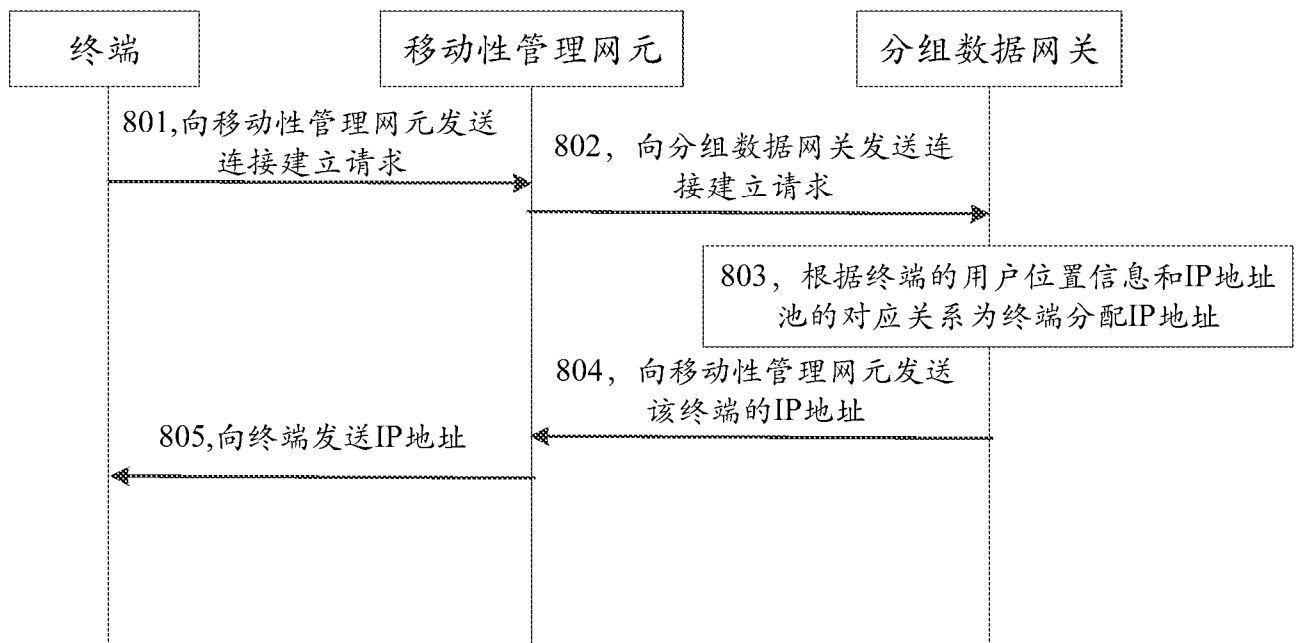 终端
移动性管理网元
分组数据网关
801,向移动性管理网元发送
连接建立请求
802，向分组数据网关发送连
接建立请求
803，根据终端的用户位置信息和IP地址
池的对应关系为终端分配IP地址
804，向移动性管理网元发送
该终端的IP地址
805,向终端发送IP地址